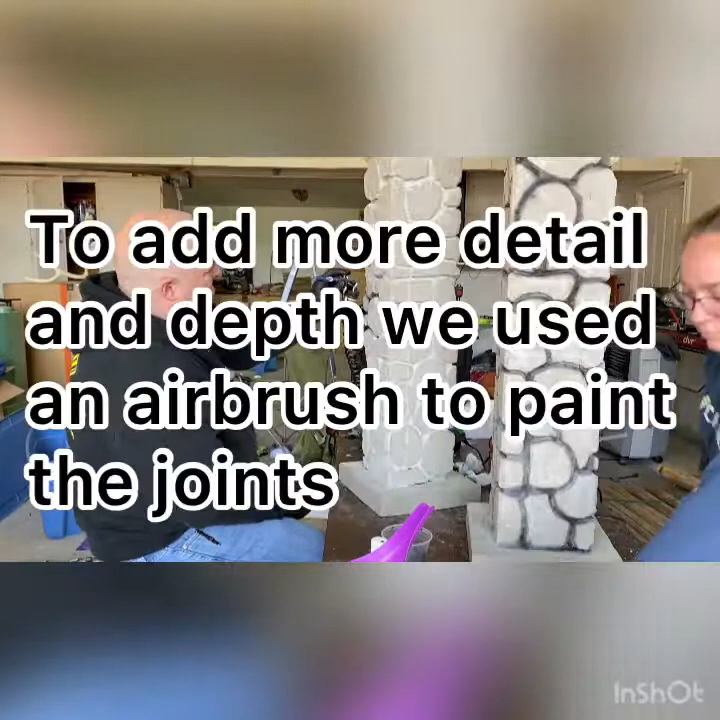 To add more detail
and depth we used
an airbrush to paint
the joints
InShOt